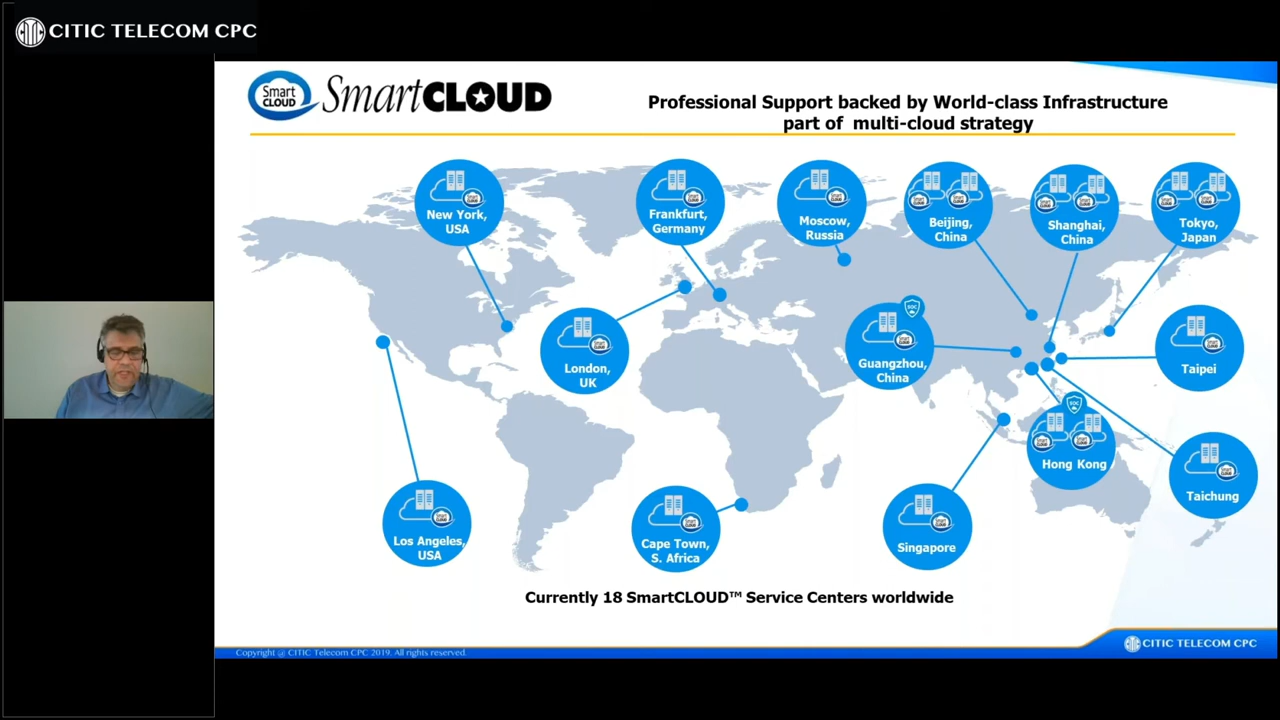 CITIC TELECOM CPC
Smart
CLOUD
SmartCLOUD
Professional Support backed by World-class Infrastructure
part of multi-cloud strategy
New York,
USA
Frankfurt,
Germany
Moscow,
Russia
Beijing,
China
Shanghai,
China
Tokyo,
Japan
London,
UK
SOC
Guangzhou,
China
Taipei
SOC
Hong Kong
Taichung
Los Angeles,
USA
Cape Town,
S. Africa
Singapore
Currently 18 SmartCLOUD™ Service Centers worldwide
Copyright @ CITIC Telecom CPC 2019. All rights reserved.
CITIC TELECOM CPC